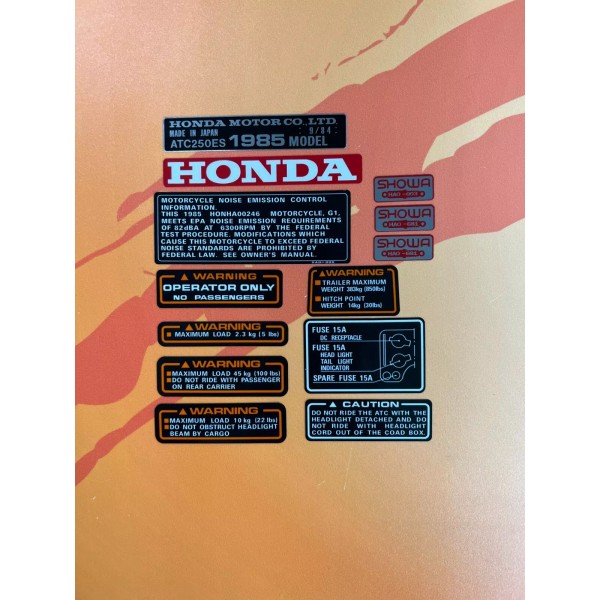 HONDA MOTOR CO.,LTD.
MADE IN JAPAN : 9/84 :
ATC250ES 1985 MODEL
HONDA
MOTORCYCLE NOISE EMISSION CONTROL
INFORMATION.
THIS 1985 HONHA00246 MOTORCYCLE, G1,
MEETS EPA NOISE EMISSION REQUIREMENTS
OF 82dBA AT 6300RPM BY THE FEDERAL
TEST PROCEDURE. MODIFICATIONS WHICH
CAUSE THIS MOTORCYCLE TO EXCEED FEDERAL
NOISE STANDARDS ARE PROHIBITED BY
FEDERAL LAW. SEE OWNER'S MANUAL.
SHOWA
SHOWA
SHOWA
WARNING
OPERATOR ONLY
NO PASSENGERS
WARNING
TRAILER MAXIMUM
WEIGHT 383kg (850lbs)
HITCH POINT
WEIGHT 14kg (30lbs)
WARNING
MAXIMUM LOAD 2.3 kg (5 lbs)
FUSE 15A
DC RECEPTACLE
FUSE 15A
HEAD LIGHT
TAIL LIGHT
INDICATOR
SPARE FUSE 15A
WARNING
MAXIMUM LOAD 45 kg (100 lbs)
DO NOT RIDE WITH PASSENGER
ON REAR CARRIER
WARNING
MAXIMUM LOAD 10 kg (22 lbs)
DO NOT OBSTRUCT HEADLIGHT
BEAM BY CARGO
CAUTION
DO NOT RIDE THE ATC WITH THE
HEADLIGHT DETACHED AND DO
NOT RIDE WITH HEADLIGHT
CORD OUT OF THE COAD BOX.